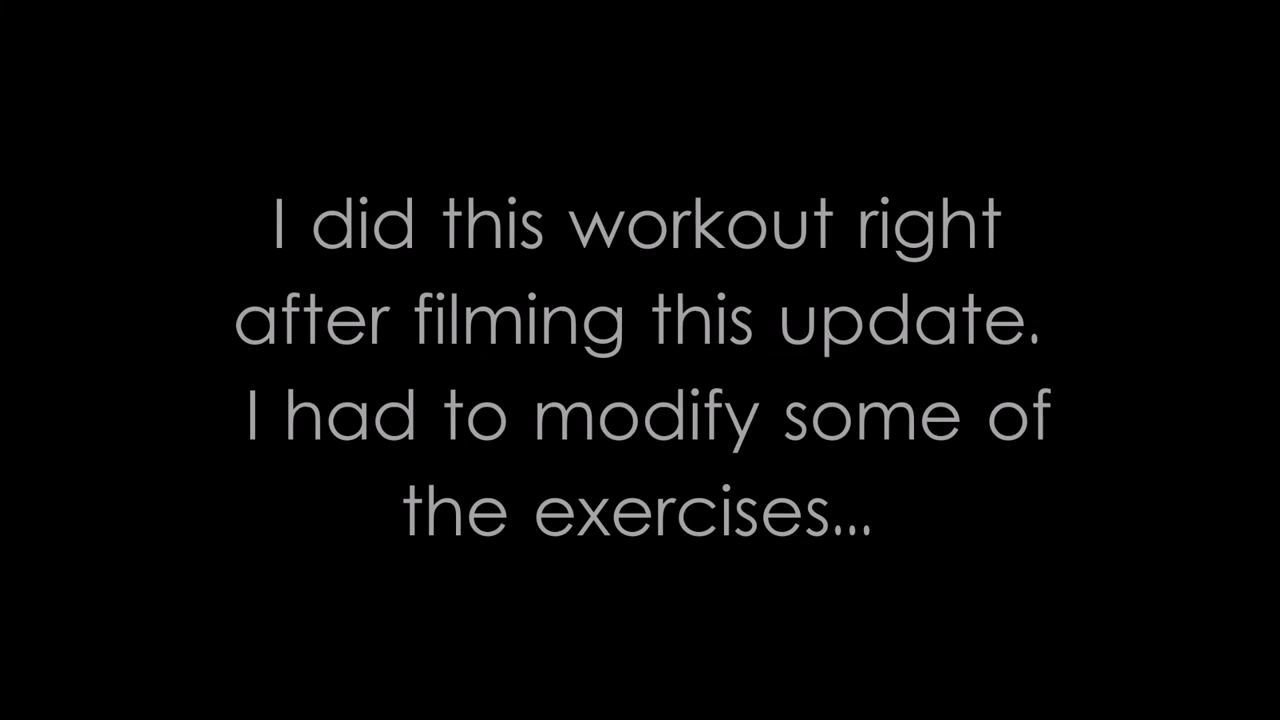 I did this workout right
after filming this update.
I had to modify some of
the exercises...